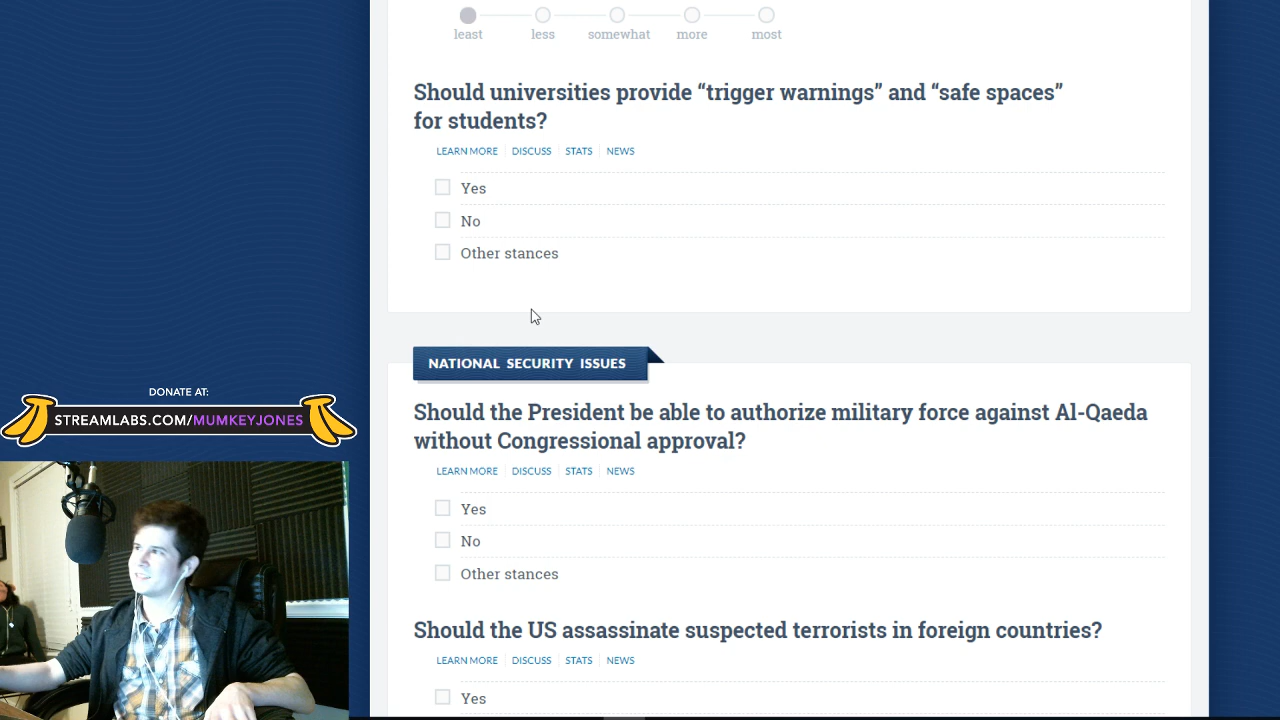 least less somewhat more most
Should universities provide “trigger warnings” and “safe spaces”
for students?
LEARN MORE DISCUSS STATS NEWS
Yes
No
Other stances
NATIONAL SECURITY ISSUES
Should the President be able to authorize military force against Al-Qaeda
without Congressional approval?
LEARN MORE DISCUSS STATS NEWS
Yes
No
Other stances
Should the US assassinate suspected terrorists in foreign countries?
LEARN MORE DISCUSS STATS NEWS
Yes
DONATE AT:
STREAMLABS.COM/MUMKEYJONES